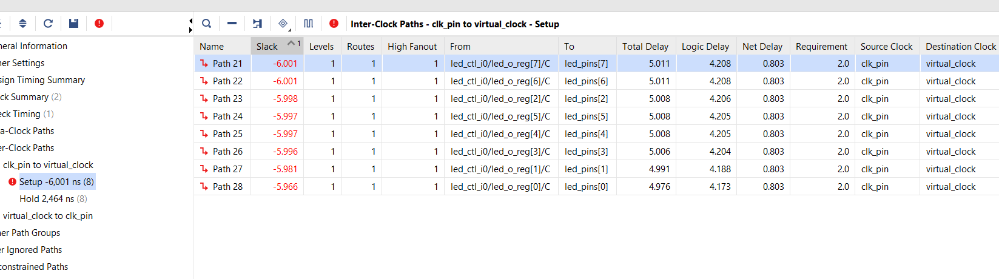 Inter-Clock Paths - clk_pin to virtual_clock - Setup
neral Information
ner Settings
sign Timing Summary
ck Summary (2)
eck Timing (1)
a-Clock Paths
er-Clock Paths
clk_pin to virtual_clock
Setup -6,001 ns (8)
Hold 2,464 ns (8)
virtual_clock to clk_pin
ner Path Groups
er Ignored Paths
constrained Paths
Name Slack 1 Levels Routes High Fanout From To Total Delay Logic Delay Net Delay Requirement Source Clock Destination Clock
Path 21 -6.001 1 1 1 led_ctl_i0/led_o_reg[7]/C led_pins[7] 5.011 4.208 0.803 2.0 clk_pin virtual_clock
Path 22 -6.001 1 1 1 led_ctl_i0/led_o_reg[6]/C led_pins[6] 5.011 4.208 0.803 2.0 clk_pin virtual_clock
Path 23 -5.998 1 1 1 led_ctl_i0/led_o_reg[2]/C led_pins[2] 5.008 4.206 0.803 2.0 clk_pin virtual_clock
Path 24 -5.997 1 1 1 led_ctl_i0/led_o_reg[5]/C led_pins[5] 5.008 4.205 0.803 2.0 clk_pin virtual_clock
Path 25 -5.997 1 1 1 led_ctl_i0/led_o_reg[4]/C led_pins[4] 5.008 4.205 0.803 2.0 clk_pin virtual_clock
Path 26 -5.996 1 1 1 led_ctl_i0/led_o_reg[3]/C led_pins[3] 5.006 4.204 0.803 2.0 clk_pin virtual_clock
Path 27 -5.981 1 1 1 led_ctl_i0/led_o_reg[1]/C led_pins[1] 4.991 4.188 0.803 2.0 clk_pin virtual_clock
Path 28 -5.966 1 1 1 led_ctl_i0/led_o_reg[0]/C led_pins[0] 4.976 4.173 0.803 2.0 clk_pin virtual_clock